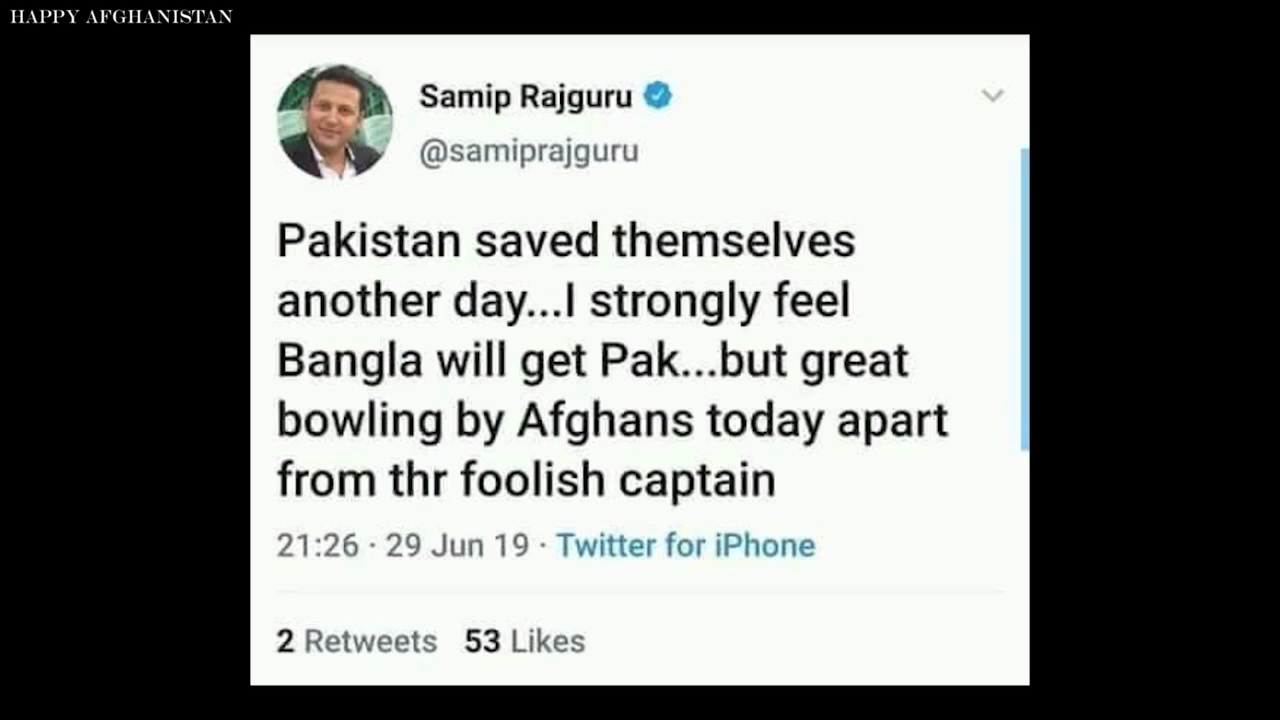 HAPPY AFGHANISTAN
Samip Rajguru
@samiprajguru
Pakistan saved themselves
another day...I strongly feel
Bangla will get Pak...but great
bowling by Afghans today apart
from thr foolish captain
21:26 · 29 Jun 19 · Twitter for iPhone
2 Retweets 53 Likes